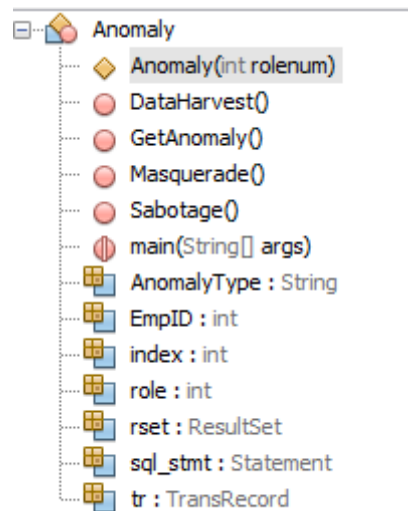 Anomaly
Anomaly(int rolenum)
DataHarvest()
GetAnomaly()
Masquerade()
Sabotage()
main(String[] args)
AnomalyType : String
EmpID : int
index : int
role : int
rset : ResultSet
sql_stmt : Statement
tr : TransRecord